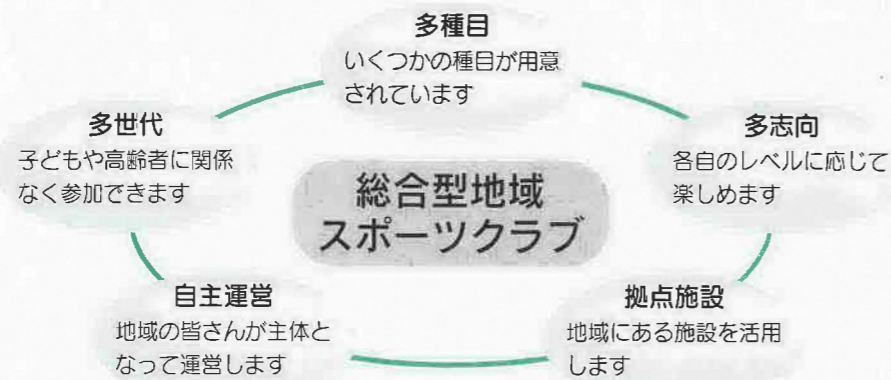 多種目
いくつかの種目が用意
されています
多世代
子どもや高齢者に関係
なく参加できます
多志向
各自のレベルに応じて
楽しめます
総合型地域
スポーツクラブ
自主運営
地域の皆さんが主体と
なって運営します
拠点施設
地域にある施設を活用
します